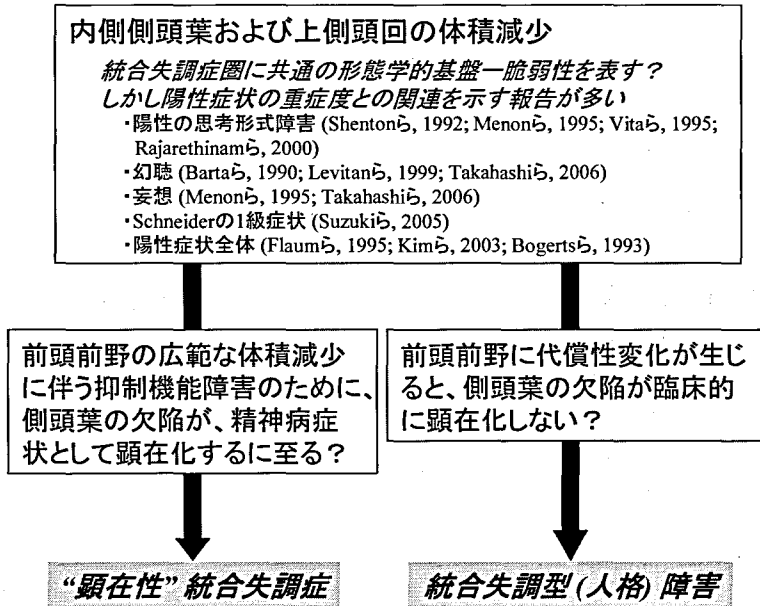 内側側頭葉および上側頭回の体積減少
統合失調症圏に共通の形態学的基盤ー脆弱性を表す？
しかし陽性症状の重症度との関連を示す報告が多い
・陽性の思考形式障害 (Shentonら, 1992; Menonら, 1995; Vitaら, 1995;
Rajarethinamら, 2000)
・幻聴 (Bartaら, 1990; Levitanら, 1999; Takahashiら, 2006)
・妄想 (Menonら, 1995; Takahashiら, 2006)
・Schneiderの1級症状 (Suzukiら, 2005)
・陽性症状全体 (Flaumら, 1995; Kimら, 2003; Bogertsら, 1993)
前頭前野の広範な体積減少
に伴う抑制機能障害のために、
側頭葉の欠陥が、精神病症
状として顕在化するに至る？
前頭前野に代償性変化が生じ
ると、側頭葉の欠陥が臨床的
に顕在化しない？
“顕在性” 統合失調症
統合失調型 (人格) 障害